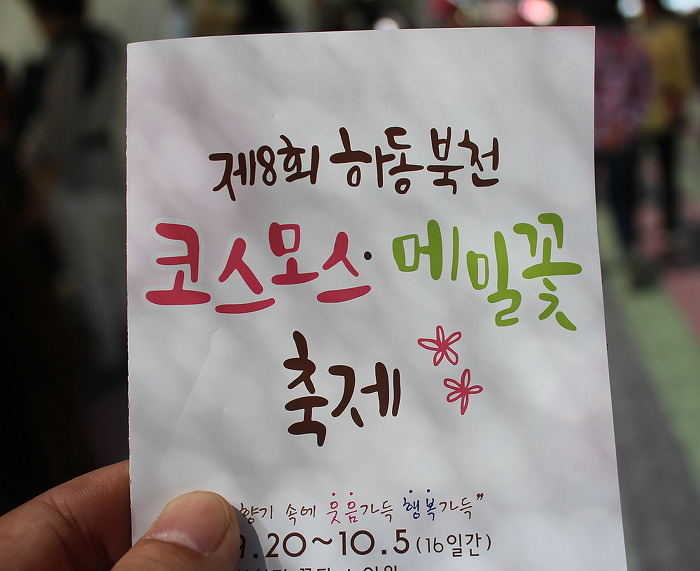 제8회 하동북천
코스모스·메밀꽃
축제
향기 속에 웃음가득 행복가득”
9.20~10.5(16일간)